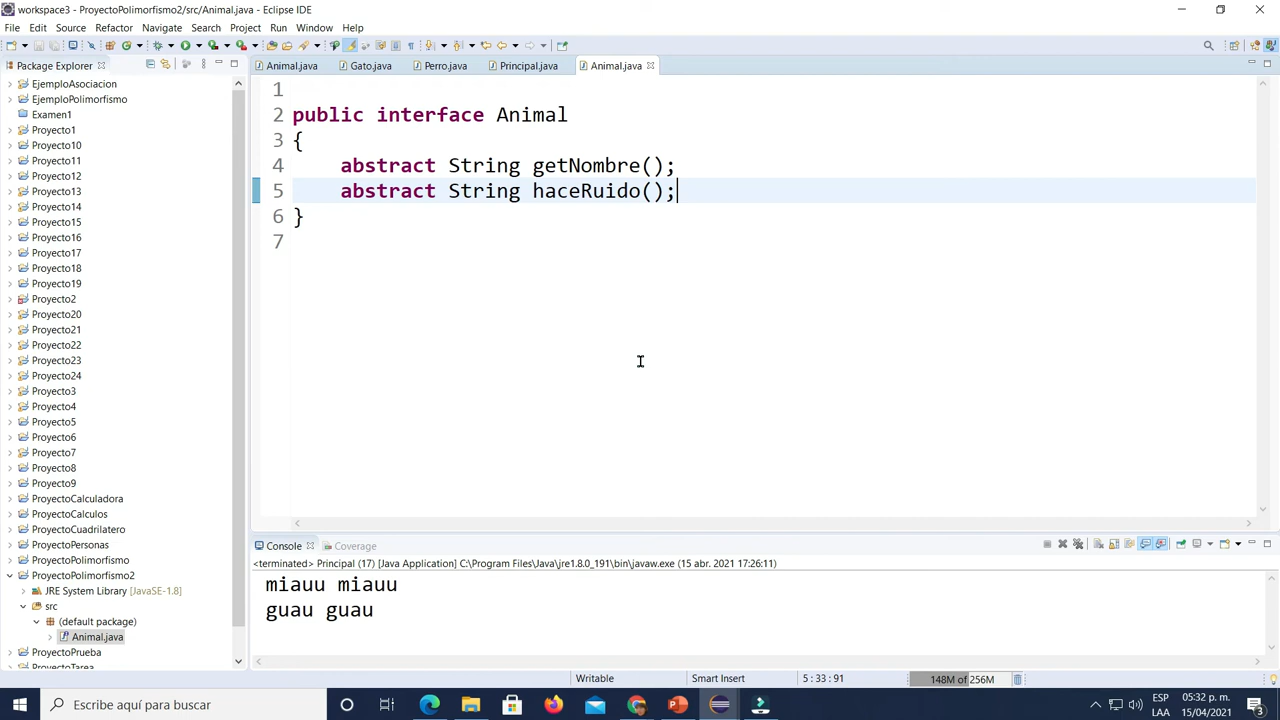 workspace3 - ProyectoPolimorfismo2/src/Animal.java - Eclipse IDE
File Edit Source Refactor Navigate Search Project Run Window Help
Package Explorer
Animal.java Gato.java Perro.java Principal.java Animal.java
EjemploAsociacion
EjemploPolimorfismo
Examen1
Proyecto1
Proyecto10
Proyecto11
Proyecto12
Proyecto13
Proyecto14
Proyecto15
Proyecto16
Proyecto17
Proyecto18
Proyecto19
Proyecto2
Proyecto20
Proyecto21
Proyecto22
Proyecto23
Proyecto24
Proyecto3
Proyecto4
Proyecto5
Proyecto6
Proyecto7
Proyecto8
Proyecto9
ProyectoCalculadora
ProyectoCalculos
ProyectoCuadrilatero
ProyectoPersonas
ProyectoPolimorfismo
ProyectoPolimorfismo2
JRE System Library [JavaSE-1.8]
src
(default package)
Animal.java
ProyectoPrueba
ProyectoTarea
1
2 public interface Animal
3 {
4 abstract String getNombre();
5 abstract String haceRuido();
6 }
7
Console Coverage
<terminated> Principal (17) [Java Application] C:\Program Files\Java\jre1.8.0_191\bin\javaw.exe (15 abr. 2021 17:26:11)
miauu miauu
guau guau
Writable Smart Insert 5 : 33 : 91 148M of 256M
Escribe aquí para buscar
ESP
LAA
05:32 p. m.
15/04/2021
3